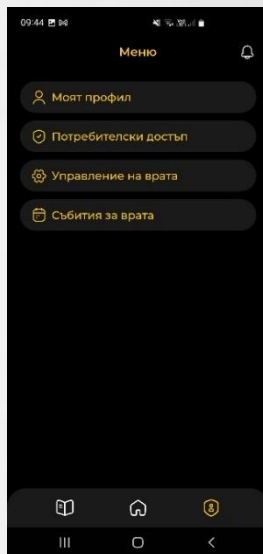 09:44
Меню
Моят профил
Потребителски достъп
Управление на врата
Събития за врата